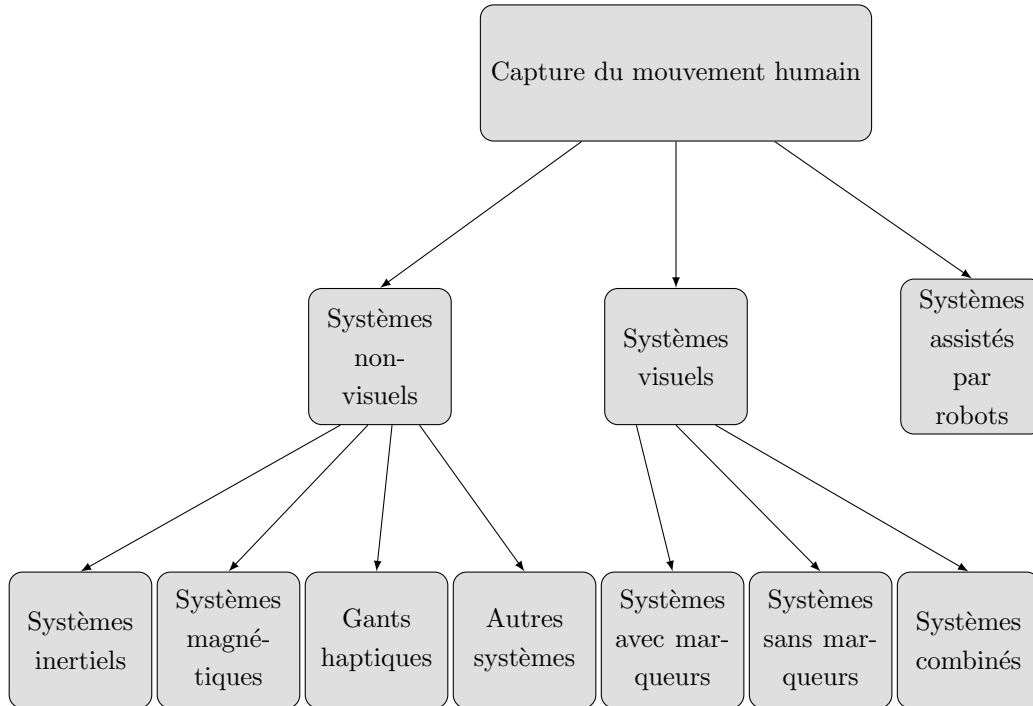 Capture du mouvement humain
Systèmes
non-
visuels
Systèmes
visuels
Systèmes
assistés
par
robots
Systèmes
inertiels
Systèmes
magné-
tiques
Gants
haptiques
Autres
systèmes
Systèmes
avec mar-
queurs
Systèmes
sans mar-
queurs
Systèmes
combinés